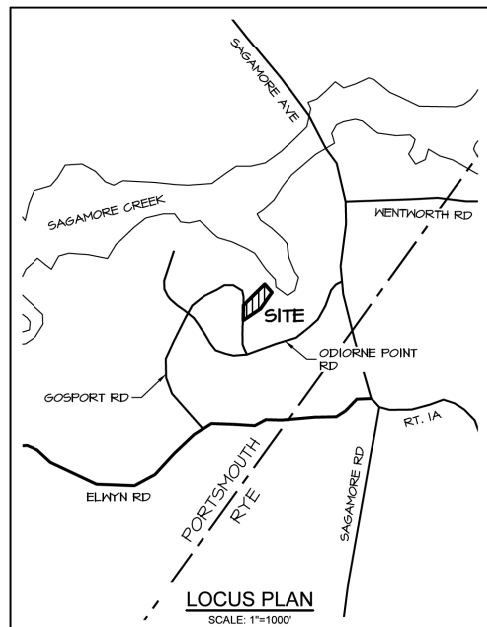 SAGAMORE AVE
SAGAMORE CREEK
WENTWORTH RD
SITE
ODIORNE POINT
RD
GOSPORT RD
RT. 1A
ELWYN RD
PORTSMOUTH
RYE
SAGAMORE RD
LOCUS PLAN
SCALE: 1"=1000'